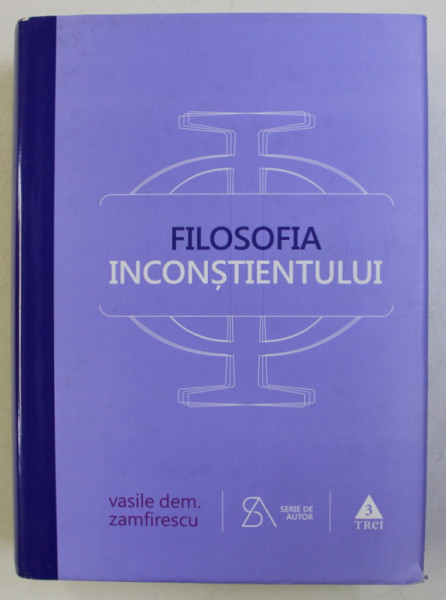 FILOSOFIA
INCONȘTIENTULUI
vasile dem.
zamfirescu
SERIE DE
AUTOR
3
TREI